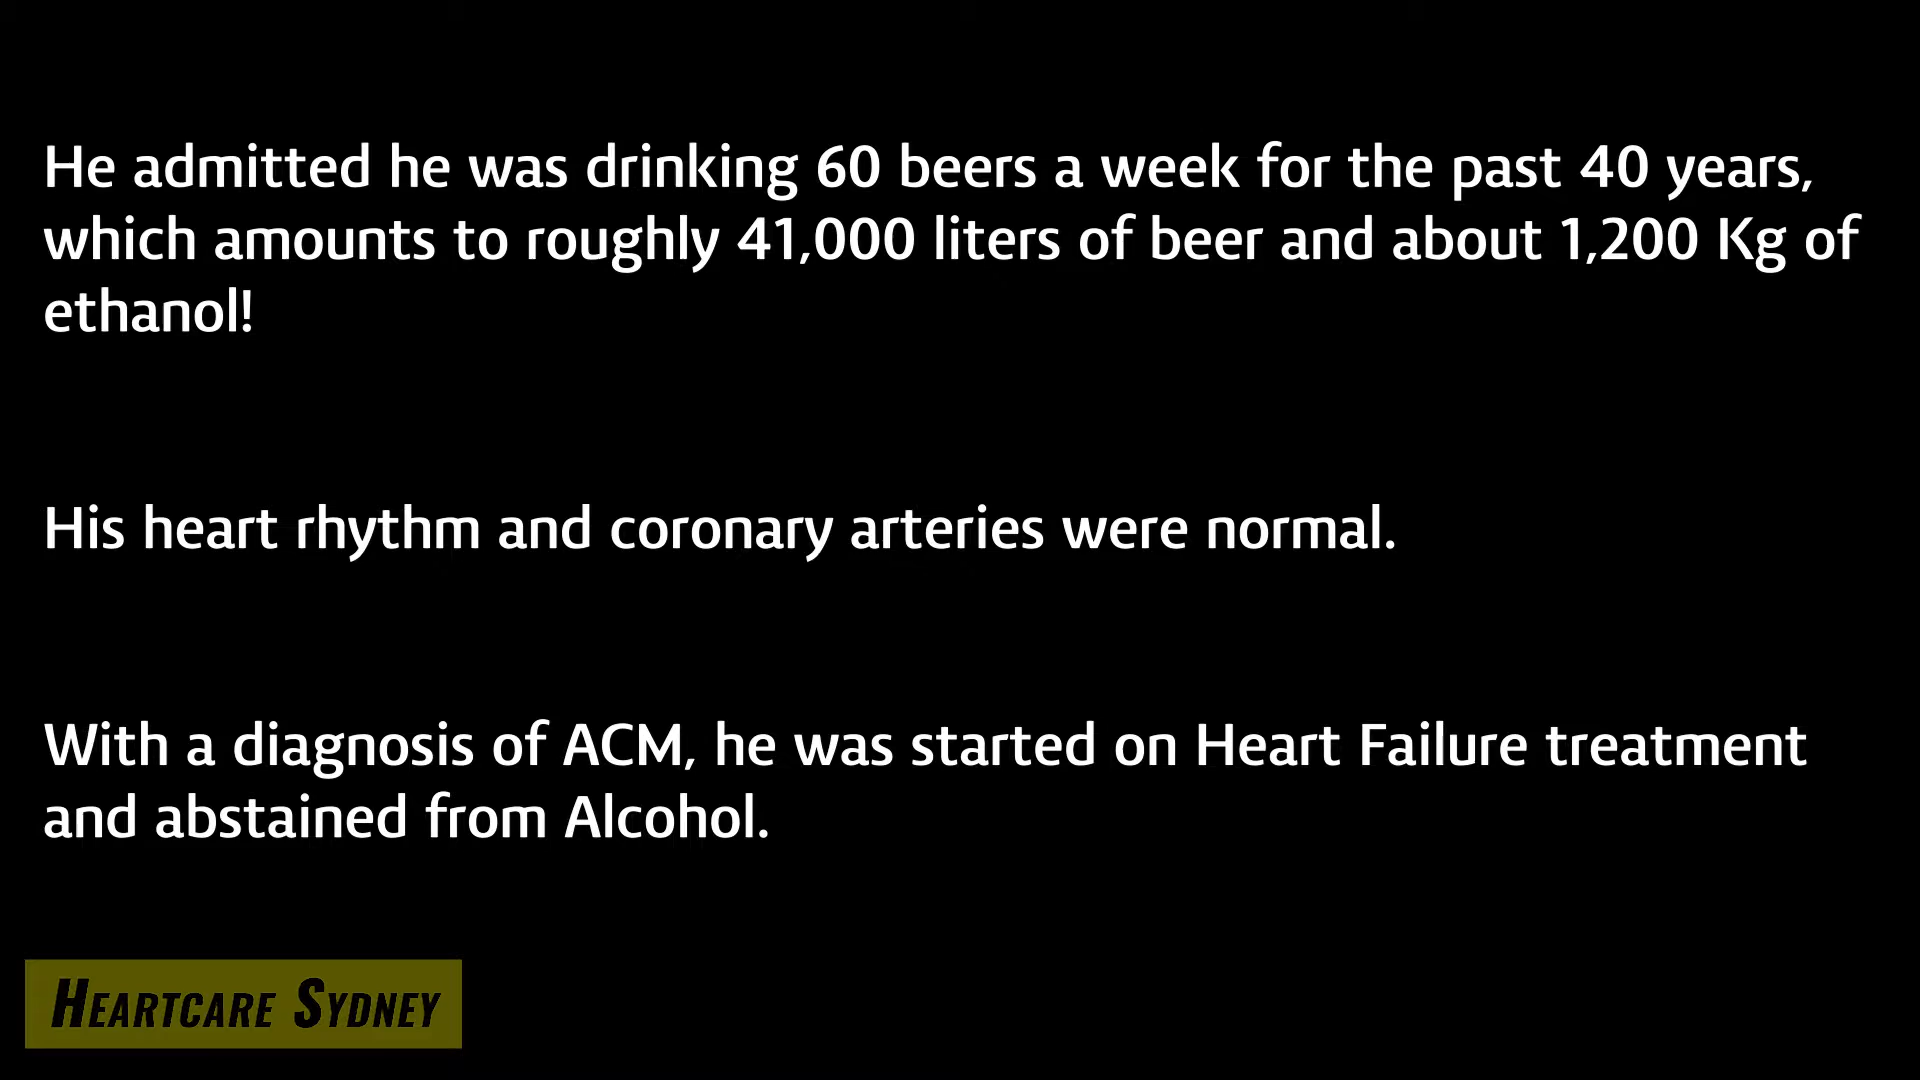 He admitted he was drinking 60 beers a week for the past 40 years,
which amounts to roughly 41,000 liters of beer and about 1,200 Kg of
ethanol!
His heart rhythm and coronary arteries were normal.
With a diagnosis of ACM, he was started on Heart Failure treatment
and abstained from Alcohol.
HEARTCARE SYDNEY